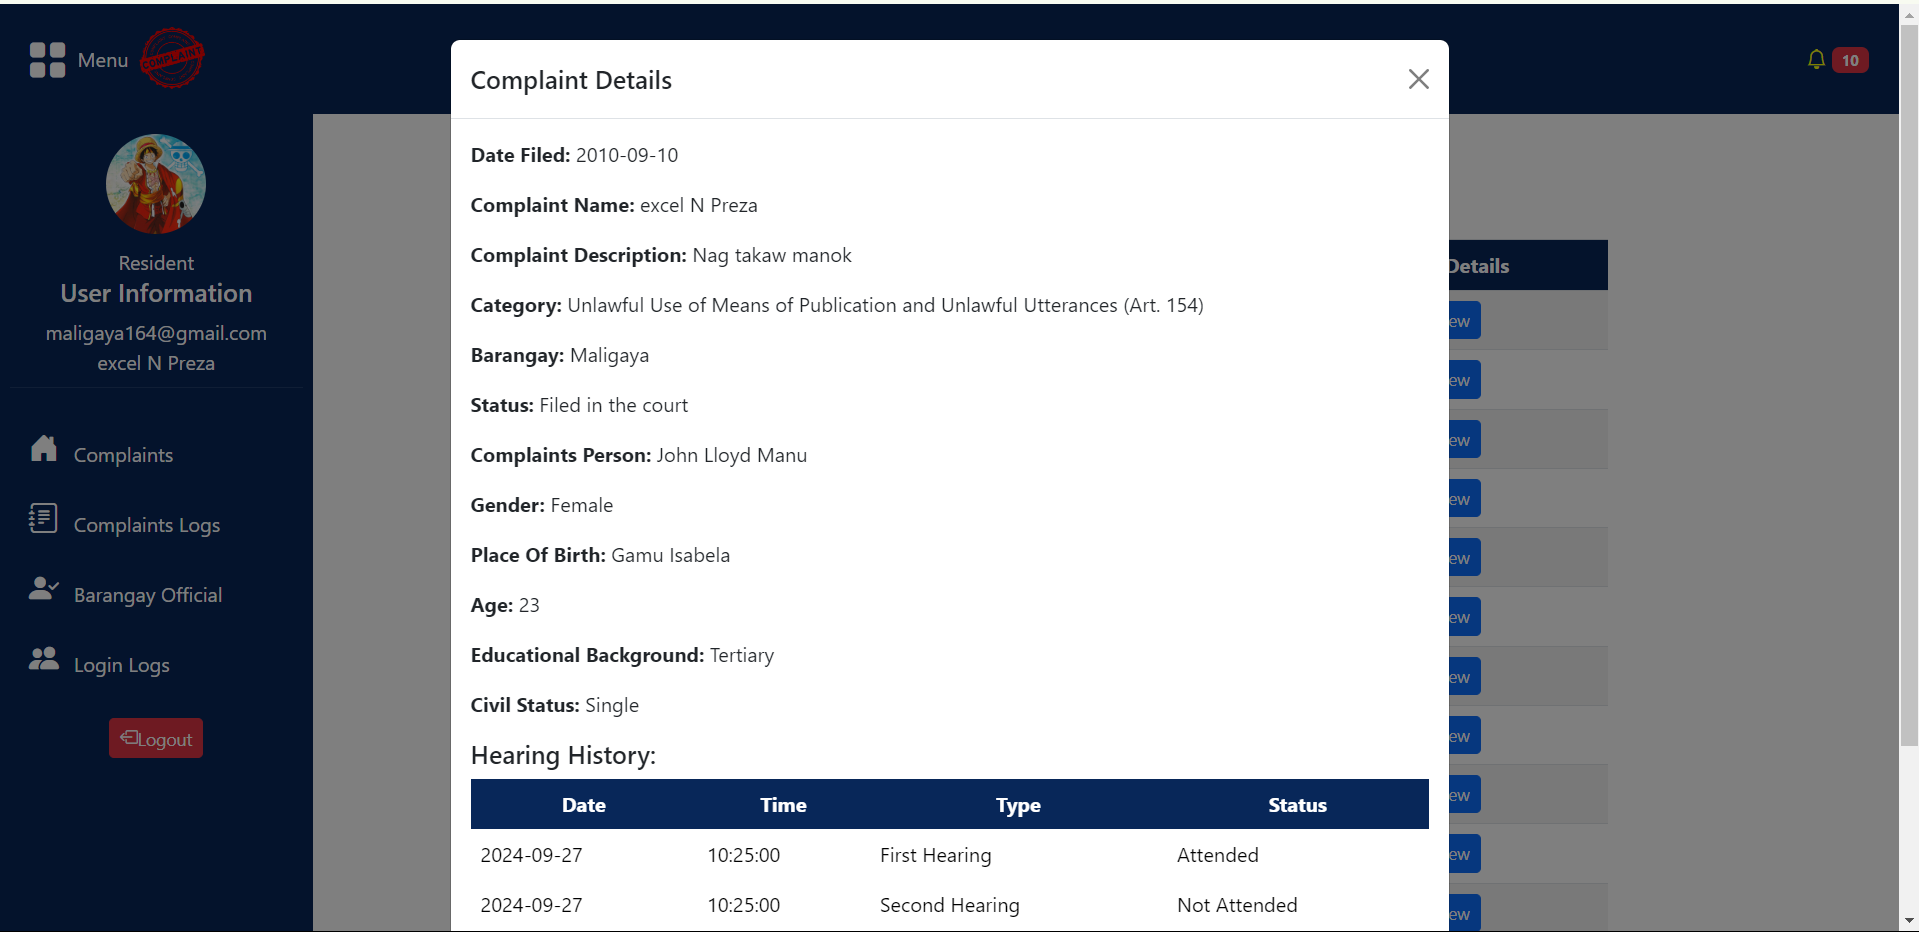 Menu
COMPLAINT
10
Resident
User Information
maligaya164@gmail.com
excel N Preza
Complaints
Complaints Logs
Barangay Official
Login Logs
Logout
Complaint Details
Date Filed: 2010-09-10
Complaint Name: excel N Preza
Complaint Description: Nag takaw manok
Category: Unlawful Use of Means of Publication and Unlawful Utterances (Art. 154)
Barangay: Maligaya
Status: Filed in the court
Complaints Person: John Lloyd Manu
Gender: Female
Place Of Birth: Gamu Isabela
Age: 23
Educational Background: Tertiary
Civil Status: Single
Hearing History:
Date Time Type Status
2024-09-27 10:25:00 First Hearing Attended
2024-09-27 10:25:00 Second Hearing Not Attended
Details
ew
ew
ew
ew
ew
ew
ew
ew
ew
ew
ew